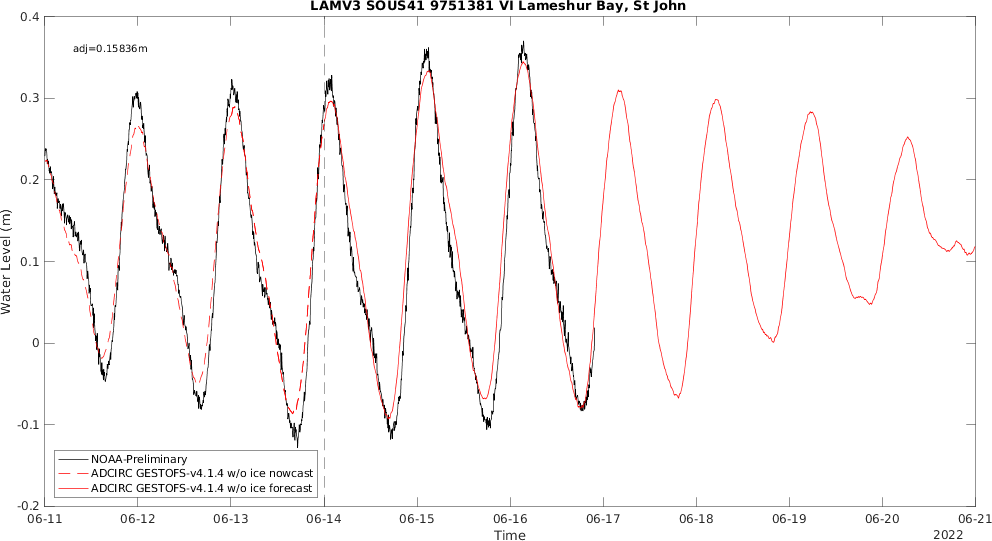 LAMV3 SOUS41 9751381 VI Lameshur Bay, St John
adj=0.15836m
0.4
0.3
0.2
0.1
0
-0.1
-0.2
Water Level (m)
NOAA-Preliminary
ADCIRC GESTOFS-v4.1.4 w/o ice nowcast
ADCIRC GESTOFS-v4.1.4 w/o ice forecast
06-11 06-12 06-13 06-14 06-15 06-16 06-17 06-18 06-19 06-20 06-21
Time
2022